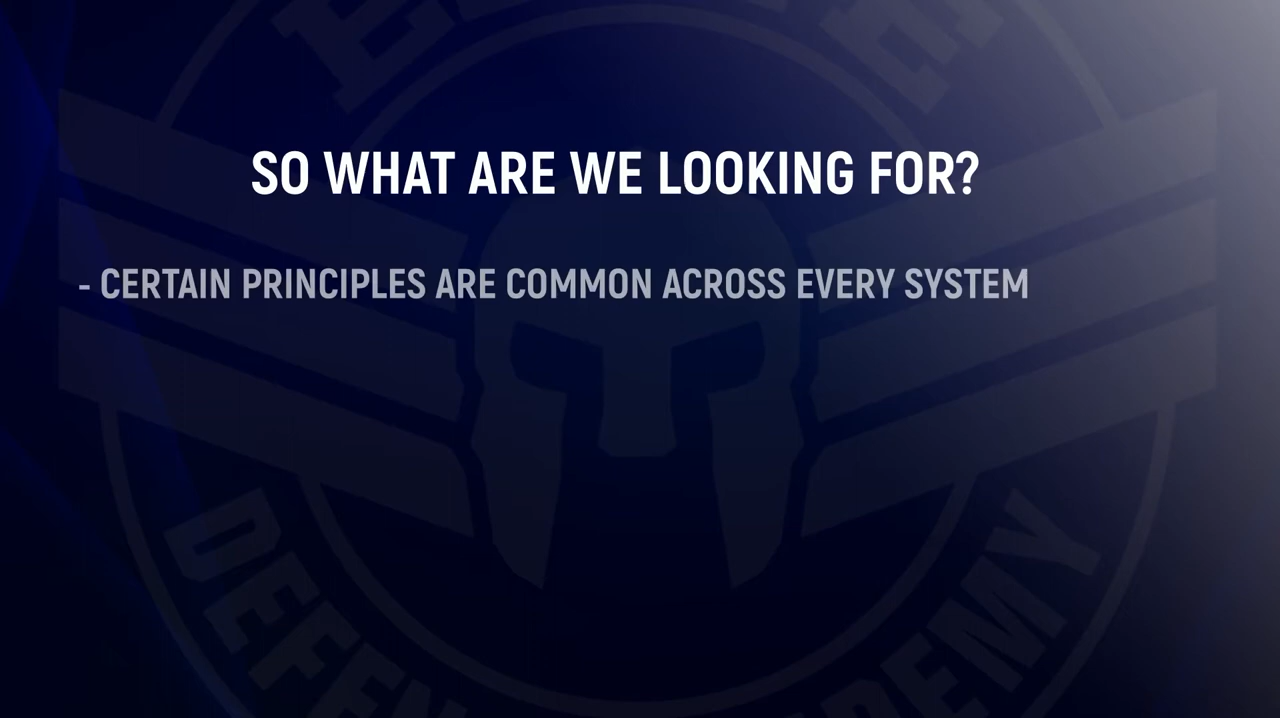 SO WHAT ARE WE LOOKING FOR?
- CERTAIN PRINCIPLES ARE COMMON ACROSS EVERY SYSTEM